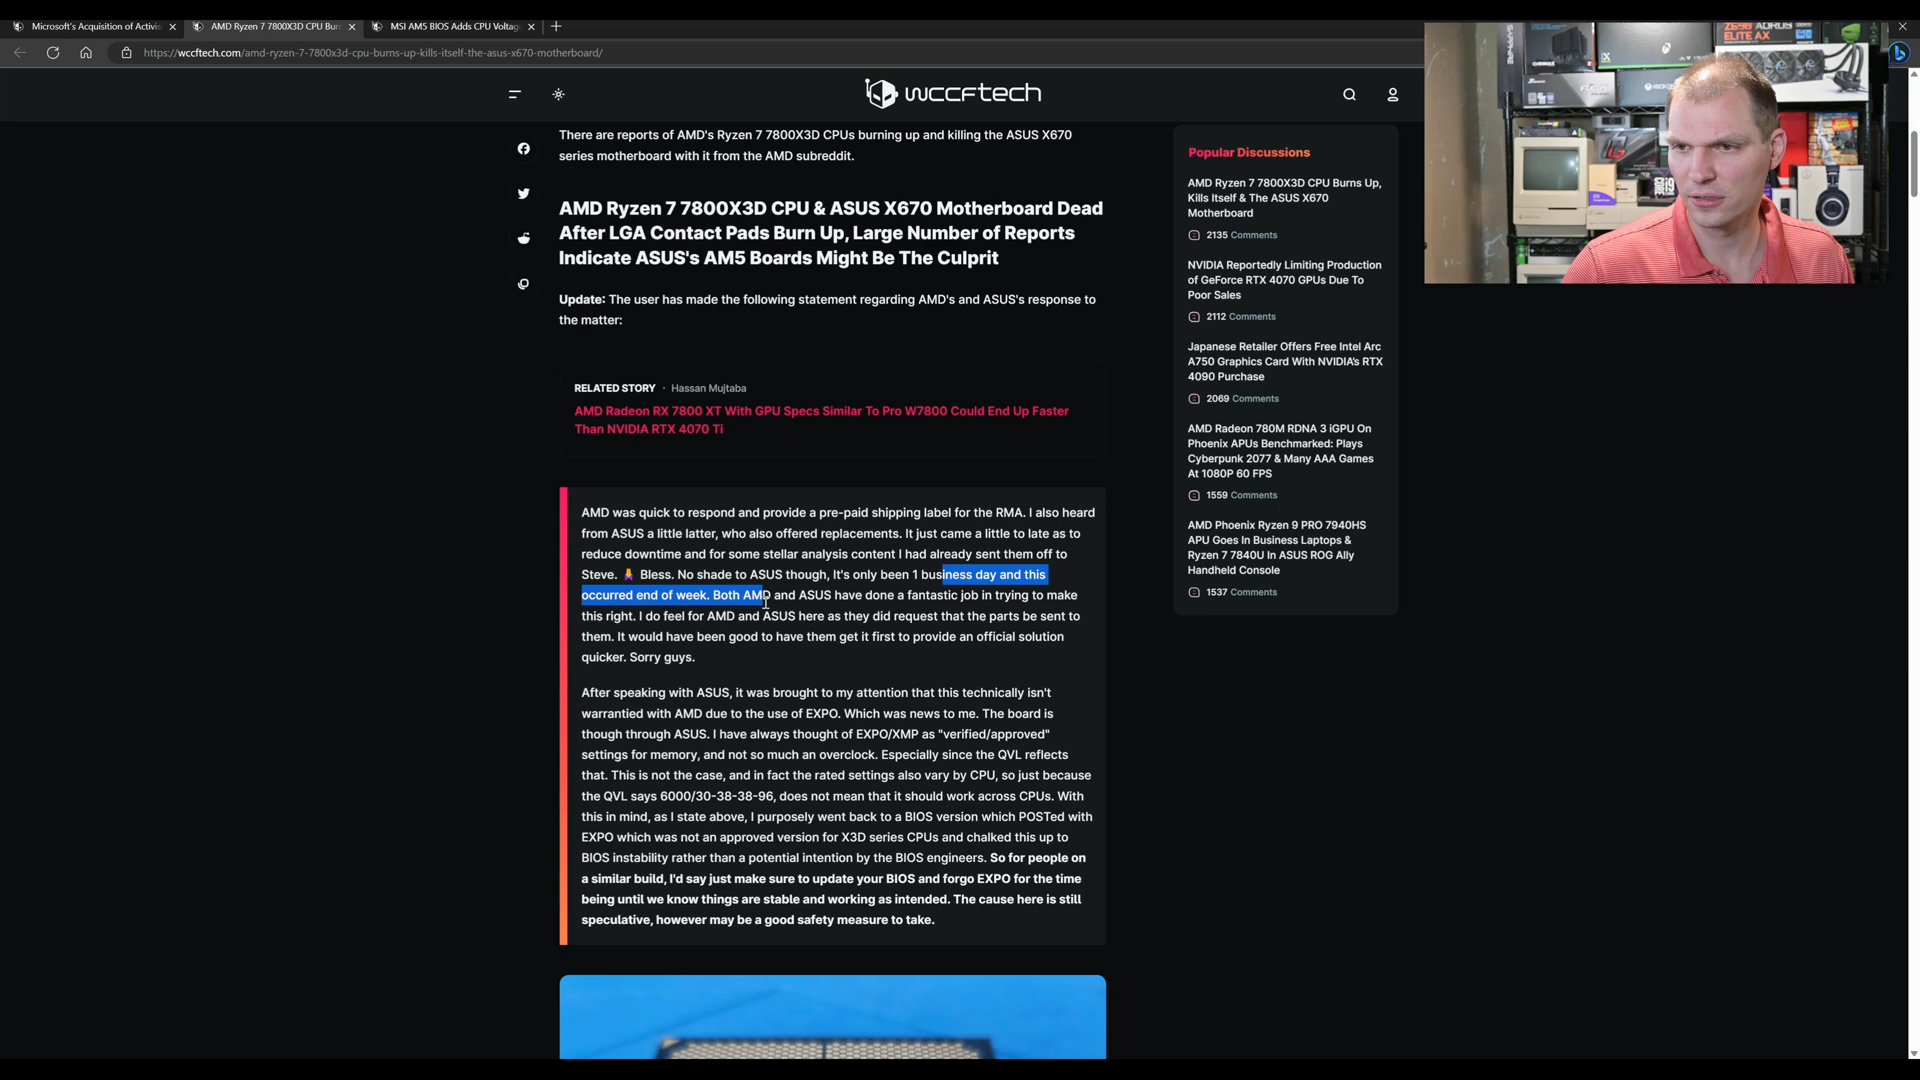 Microsoft's Acquisition of Activis
AMD Ryzen 7 7800X3D CPU Bur
MSI AM5 BIOS Adds CPU Voltag
https://wccftech.com/amd-ryzen-7-7800x3d-cpu-burns-up-kills-itself-the-asus-x670-motherboard/
wccftech
There are reports of AMD's Ryzen 7 7800X3D CPUs burning up and killing the ASUS X670
series motherboard with it from the AMD subreddit.
AMD Ryzen 7 7800X3D CPU & ASUS X670 Motherboard Dead
After LGA Contact Pads Burn Up, Large Number of Reports
Indicate ASUS's AM5 Boards Might Be The Culprit
Update: The user has made the following statement regarding AMD's and ASUS's response to
the matter:
RELATED STORY · Hassan Mujtaba
AMD Radeon RX 7800 XT With GPU Specs Similar To Pro W7800 Could End Up Faster
Than NVIDIA RTX 4070 Ti
AMD was quick to respond and provide a pre-paid shipping label for the RMA. I also heard
from ASUS a little latter, who also offered replacements. It just came a little to late as to
reduce downtime and for some stellar analysis content I had already sent them off to
Steve. Bless. No shade to ASUS though, It's only been 1 business day and this
occurred end of week. Both AMD and ASUS have done a fantastic job in trying to make
this right. I do feel for AMD and ASUS here as they did request that the parts be sent to
them. It would have been good to have them get it first to provide an official solution
quicker. Sorry guys.
After speaking with ASUS, it was brought to my attention that this technically isn't
warrantied with AMD due to the use of EXPO. Which was news to me. The board is
though through ASUS. I have always thought of EXPO/XMP as "verified/approved"
settings for memory, and not so much an overclock. Especially since the QVL reflects
that. This is not the case, and in fact the rated settings also vary by CPU, so just because
the QVL says 6000/30-38-38-96, does not mean that it should work across CPUs. With
this in mind, as I state above, I purposely went back to a BIOS version which POSTed with
EXPO which was not an approved version for X3D series CPUs and chalked this up to
BIOS instability rather than a potential intention by the BIOS engineers. So for people on
a similar build, I'd say just make sure to update your BIOS and forgo EXPO for the time
being until we know things are stable and working as intended. The cause here is still
speculative, however may be a good safety measure to take.
Popular Discussions
AMD Ryzen 7 7800X3D CPU Burns Up,
Kills Itself & The ASUS X670
Motherboard
2135 Comments
NVIDIA Reportedly Limiting Production
of GeForce RTX 4070 GPUs Due To
Poor Sales
2112 Comments
Japanese Retailer Offers Free Intel Arc
A750 Graphics Card With NVIDIA's RTX
4090 Purchase
2069 Comments
AMD Radeon 780M RDNA 3 iGPU On
Phoenix APUs Benchmarked: Plays
Cyberpunk 2077 & Many AAA Games
At 1080P 60 FPS
1559 Comments
AMD Phoenix Ryzen 9 PRO 7940HS
APU Goes In Business Laptops &
Ryzen 7 7840U In ASUS ROG Ally
Handheld Console
1537 Comments
Z690 AORUS
ELITE AX